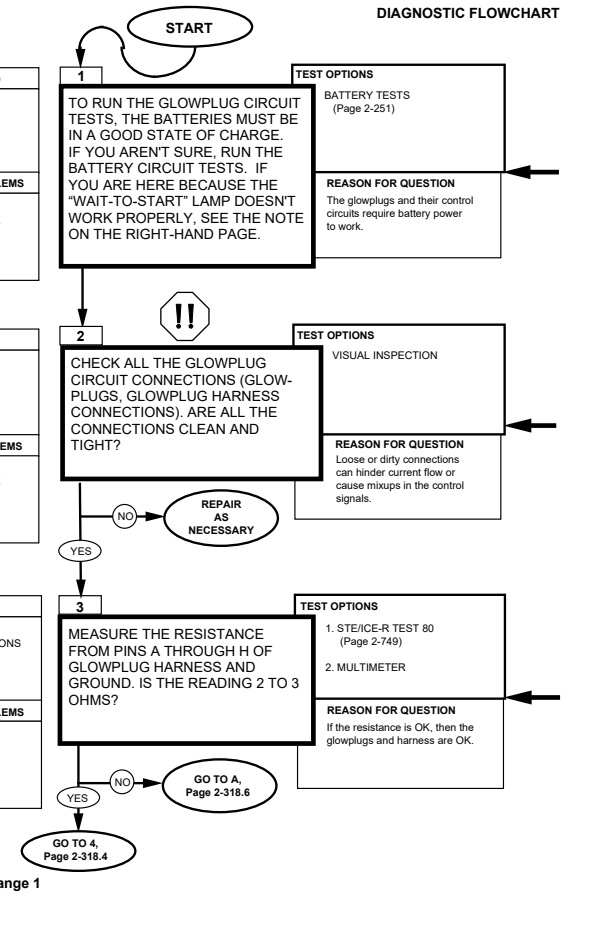 DIAGNOSTIC FLOWCHART
START
1
TO RUN THE GLOWPLUG CIRCUIT
TESTS, THE BATTERIES MUST BE
IN A GOOD STATE OF CHARGE.
IF YOU AREN'T SURE, RUN THE
BATTERY CIRCUIT TESTS. IF
YOU ARE HERE BECAUSE THE
“WAIT-TO-START” LAMP DOESN'T
WORK PROPERLY, SEE THE NOTE
ON THE RIGHT-HAND PAGE.
TEST OPTIONS
BATTERY TESTS
(Page 2-251)
REASON FOR QUESTION
The glowplugs and their control
circuits require battery power
to work.
EMS
!!
2
CHECK ALL THE GLOWPLUG
CIRCUIT CONNECTIONS (GLOW-
PLUGS, GLOWPLUG HARNESS
CONNECTIONS). ARE ALL THE
CONNECTIONS CLEAN AND
TIGHT?
TEST OPTIONS
VISUAL INSPECTION
REASON FOR QUESTION
Loose or dirty connections
can hinder current flow or
cause mixups in the control
signals.
EMS
NO
REPAIR
AS
NECESSARY
YES
3
MEASURE THE RESISTANCE
FROM PINS A THROUGH H OF
GLOWPLUG HARNESS AND
GROUND. IS THE READING 2 TO 3
OHMS?
TEST OPTIONS
1. STE/ICE-R TEST 80
(Page 2-749)
2. MULTIMETER
REASON FOR QUESTION
If the resistance is OK, then the
glowplugs and harness are OK.
ONS
EMS
NO
GO TO A,
Page 2-318.6
YES
GO TO 4,
Page 2-318.4
ange 1